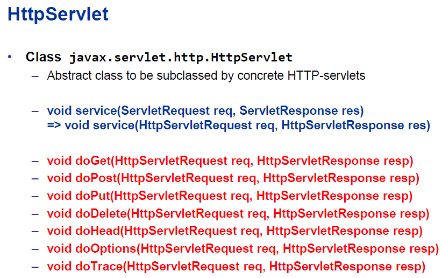 HttpServlet
• Class javax.servlet.http.HttpServlet
– Abstract class to be subclassed by concrete HTTP-servlets
– void service(ServletRequest req, ServletResponse res)
=> void service(HttpServletRequest req, HttpServletResponse res)
– void doGet(HttpServletRequest req, HttpServletResponse resp)
– void doPost(HttpServletRequest req, HttpServletResponse resp)
– void doPut(HttpServletRequest req, HttpServletResponse resp)
– void doDelete(HttpServletRequest req, HttpServletResponse resp)
– void doHead(HttpServletRequest req, HttpServletResponse resp)
– void doOptions(HttpServletRequest req, HttpServletResponse resp)
– void doTrace(HttpServletRequest req, HttpServletResponse resp)